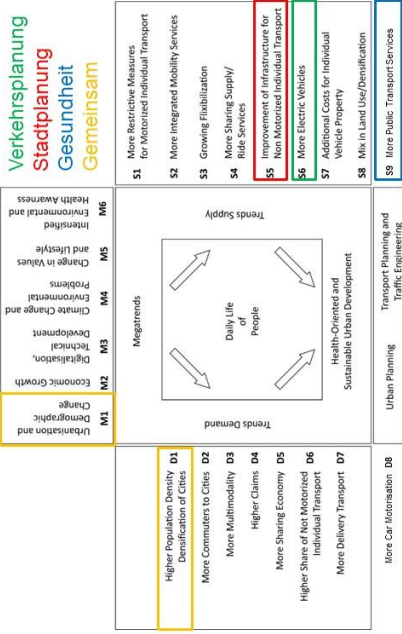 Verkehrsplanung
Stadtplanung
Gesundheit
Gemeinsam
S1 More Restrictive Measures
for Motorized Individual Transport
S2 More Integrated Mobility Services
S3 Growing Flixibilization
S4 More Sharing Supply/
Ride Services
S5 Improvement of Infrastructure for
Non Motorized Individual Transport
S6 More Electric Vehicles
S7 Additional Costs for Individual
Vehicle Property
S8 Mix in Land Use/Densification
S9 More Public Transport Services
Urbanisation and
Demographic
Change
M1
Economic Growth M2
Digitalisation,
Technical
Development
M3
Climate Change and
Environmental
Problems
M4
Change in Values
and Lifestyle
M5
Intensified
Environmental and
Health Awarness
M6
Trends Supply
Megatrends
Daily Life
of
People
Health-Oriented and
Sustainable Urban Development
Trends Demand
Urban Planning
Transport Planning and
Traffic Engineering
Higher Population Density D1
Densification of Cities
More Commuters to Cities D2
More Multimodality D3
Higher Claims D4
More Sharing Economy D5
Higher Share of Not Motorized D6
Individual Transport
More Delivery Transport D7
More Car Motorisation D8